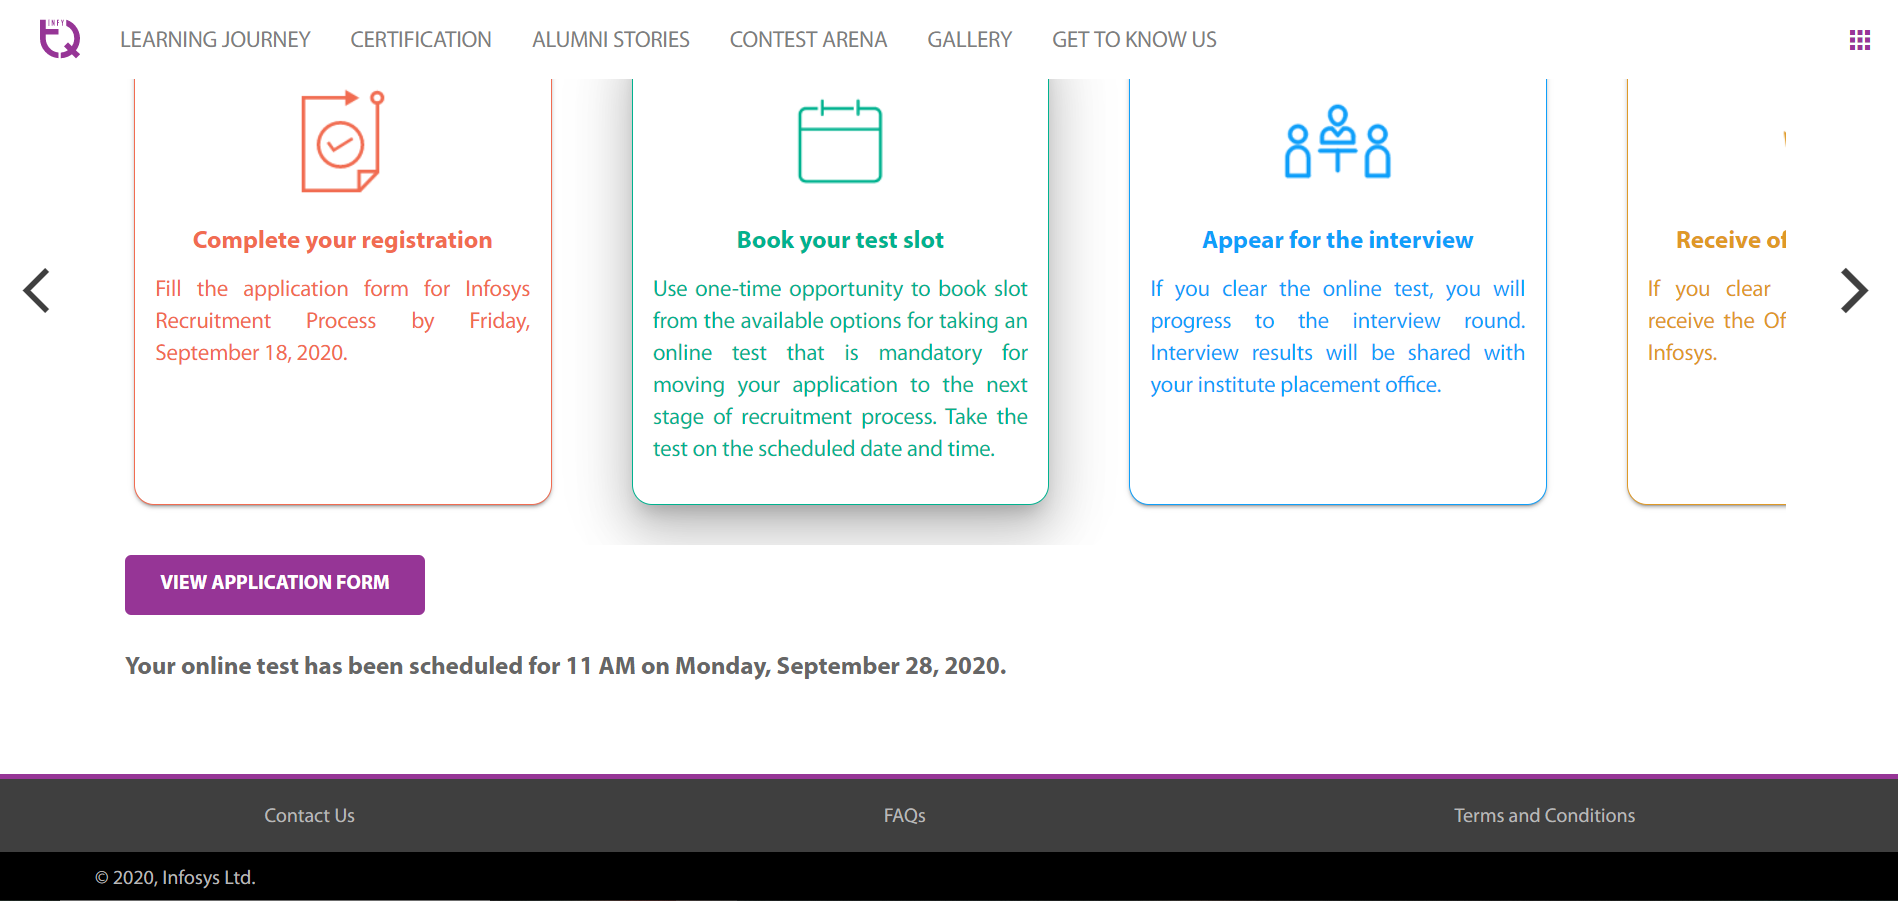 INFY
TQ
LEARNING JOURNEY CERTIFICATION ALUMNI STORIES CONTEST ARENA GALLERY GET TO KNOW US
Complete your registration
Fill the application form for Infosys
Recruitment Process by Friday,
September 18, 2020.
Book your test slot
Use one-time opportunity to book slot
from the available options for taking an
online test that is mandatory for
moving your application to the next
stage of recruitment process. Take the
test on the scheduled date and time.
Appear for the interview
If you clear the online test, you will
progress to the interview round.
Interview results will be shared with
your institute placement office.
Receive of
If you clear
receive the Of
Infosys.
VIEW APPLICATION FORM
Your online test has been scheduled for 11 AM on Monday, September 28, 2020.
Contact Us FAQs Terms and Conditions
© 2020, Infosys Ltd.